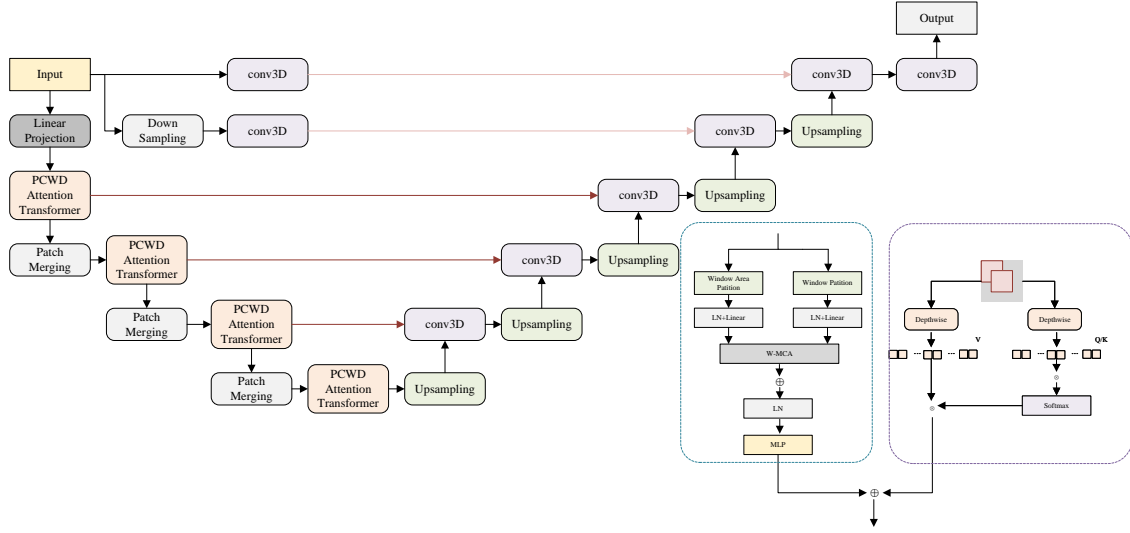 Output
Input
conv3D
conv3D
conv3D
Linear
Projection
Down
Sampling
conv3D
conv3D
Upsampling
PCWD
Attention
Transformer
conv3D
Upsampling
Patch
Merging
PCWD
Attention
Transformer
conv3D
Upsampling
Patch
Merging
PCWD
Attention
Transformer
conv3D
Upsampling
Patch
Merging
PCWD
Attention
Transformer
Upsampling
Window Area
Patition
Window Patition
LN+Linear
LN+Linear
W-MCA
LN
MLP
Depthwise
Depthwise
V
Q/K
Softmax